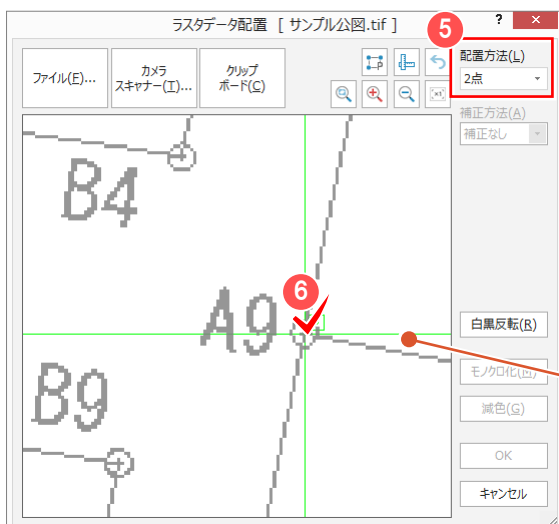 ラスタデータ配置 [ サンプル公図.tif ]
? ×
5
ファイル(F)...
カメラ
スキャナー(T)...
クリップ
ボード(C)
配置方法(L)
2点
補正方法(A)
補正なし
B4
6
A9
B9
白黒反転(R)
モノクロ化(M)
減色(G)
OK
キャンセル